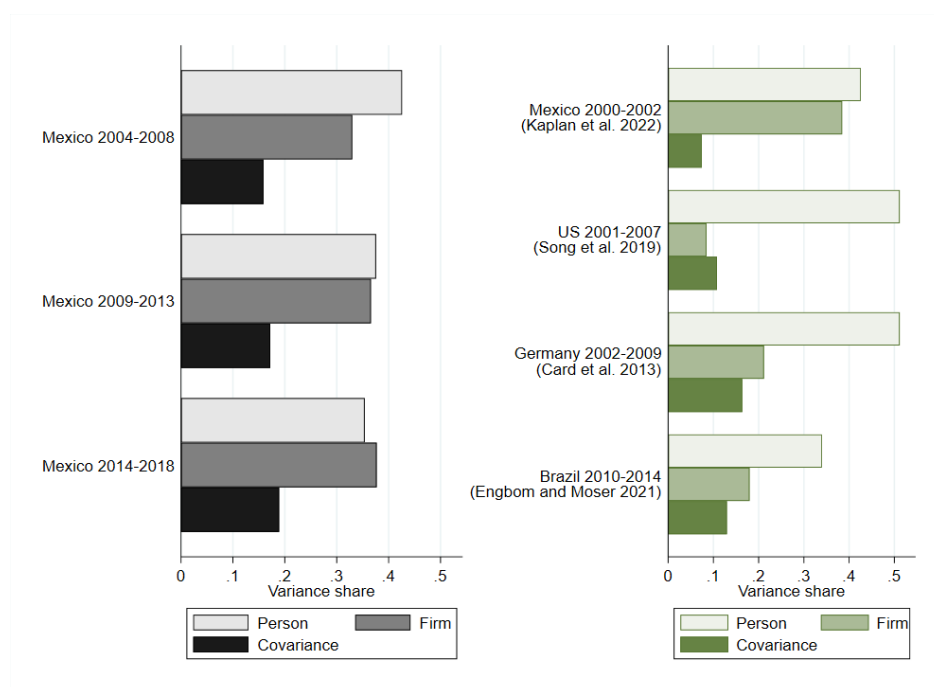 Mexico 2004-2008
Mexico 2009-2013
Mexico 2014-2018
0 .1 .2 .3 .4 .5
Variance share
Person Firm
Covariance
Mexico 2000-2002
(Kaplan et al. 2022)
US 2001-2007
(Song et al. 2019)
Germany 2002-2009
(Card et al. 2013)
Brazil 2010-2014
(Engbom and Moser 2021)
0 .1 .2 .3 .4 .5
Variance share
Person Firm
Covariance